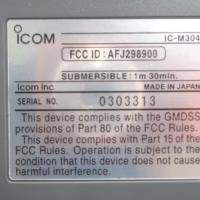 ICOM IC-M304
FCC ID: AFJ298900
SUBMERSIBLE: 1m 30min.
Icom Inc. MADE IN JAPAN
SERIAL NO. 0303313
This device complies with the GMDSS
provisions of Part 80 of the FCC Rules.
This device complies with Part 15 of the
FCC Rules. Operation is subject to the
condition that this device does not cause
harmful interference.